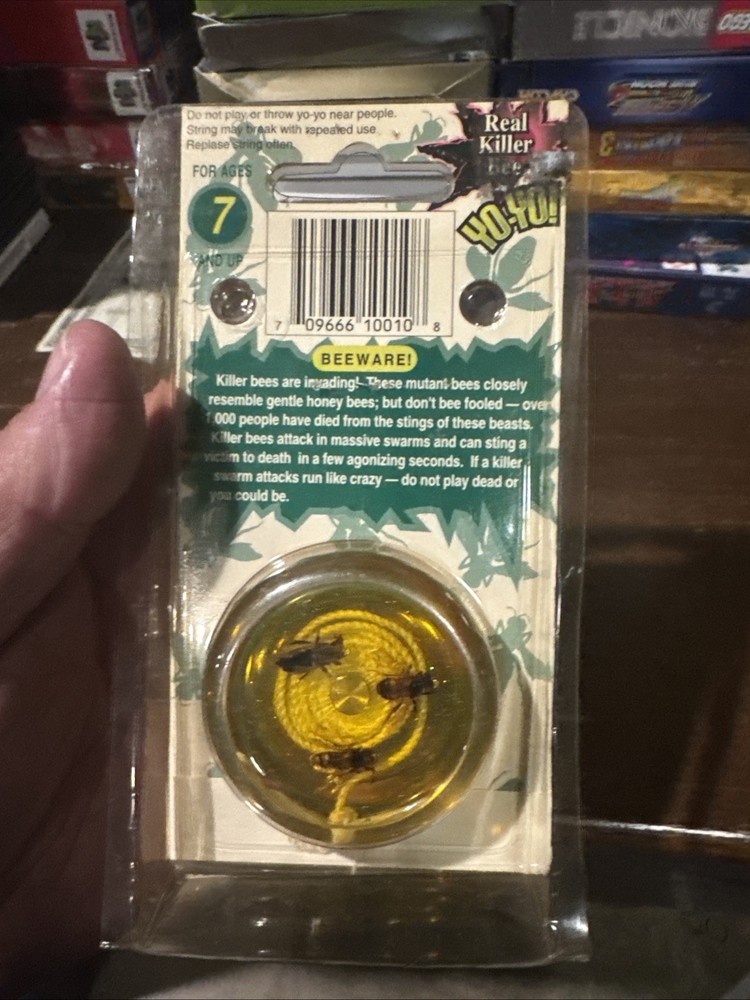 Do not play or throw yo-yo near people.
String may break with repeated use.
Replace string often.
Real
Killer
Bee
YO-YO!
FOR AGES
7
AND UP
7 09666 10010 8
BEEWARE!
Killer bees are invading! These mutant bees closely
resemble gentle honey bees; but don't bee fooled — over
1,000 people have died from the stings of these beasts.
Killer bees attack in massive swarms and can sting a
victim to death in a few agonizing seconds. If a killer
swarm attacks run like crazy — do not play dead or
you could be.